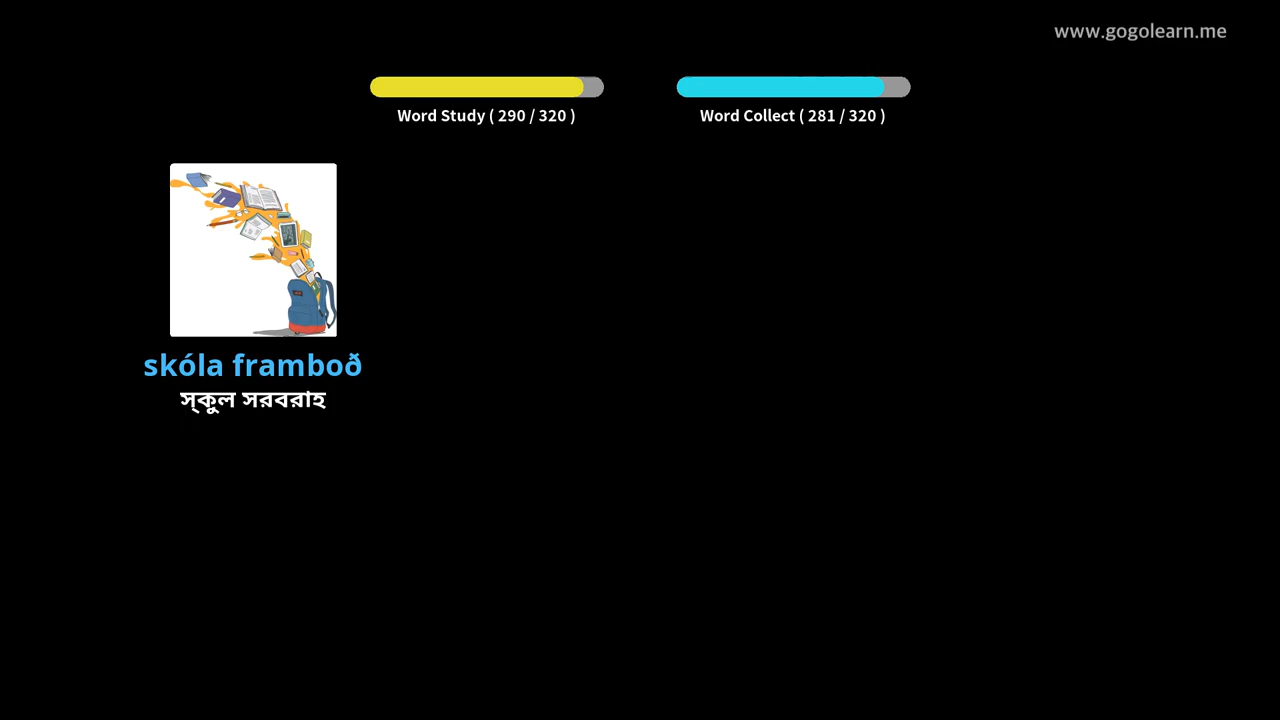 www.gogolearn.me
Word Study ( 290 / 320 )
Word Collect ( 281 / 320 )
skóla framboð
স্কুল সরবরাহ